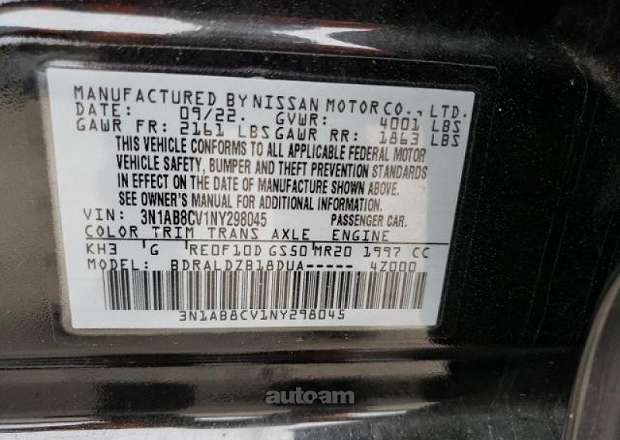 MANUFACTURED BY NISSAN MOTOR CO., LTD.
DATE: 09/22. GVWR: 4001 LBS
GAWR FR: 2161 LBS GAWR RR: 1863 LBS
THIS VEHICLE CONFORMS TO ALL APPLICABLE FEDERAL MOTOR
VEHICLE SAFETY, BUMPER AND THEFT PREVENTION STANDARDS
IN EFFECT ON THE DATE OF MANUFACTURE SHOWN ABOVE.
SEE OWNER'S MANUAL FOR ADDITIONAL INFORMATION.
VIN: 3N1AB8CV1NY298045 PASSENGER CAR.
COLOR TRIM TRANS AXLE ENGINE
KH3 G RE0F10D GS50 MR20 1997 CC
MODEL: BDRALDZB18DUA----- 4Z000
3N1AB8CV1NY298045
autoam